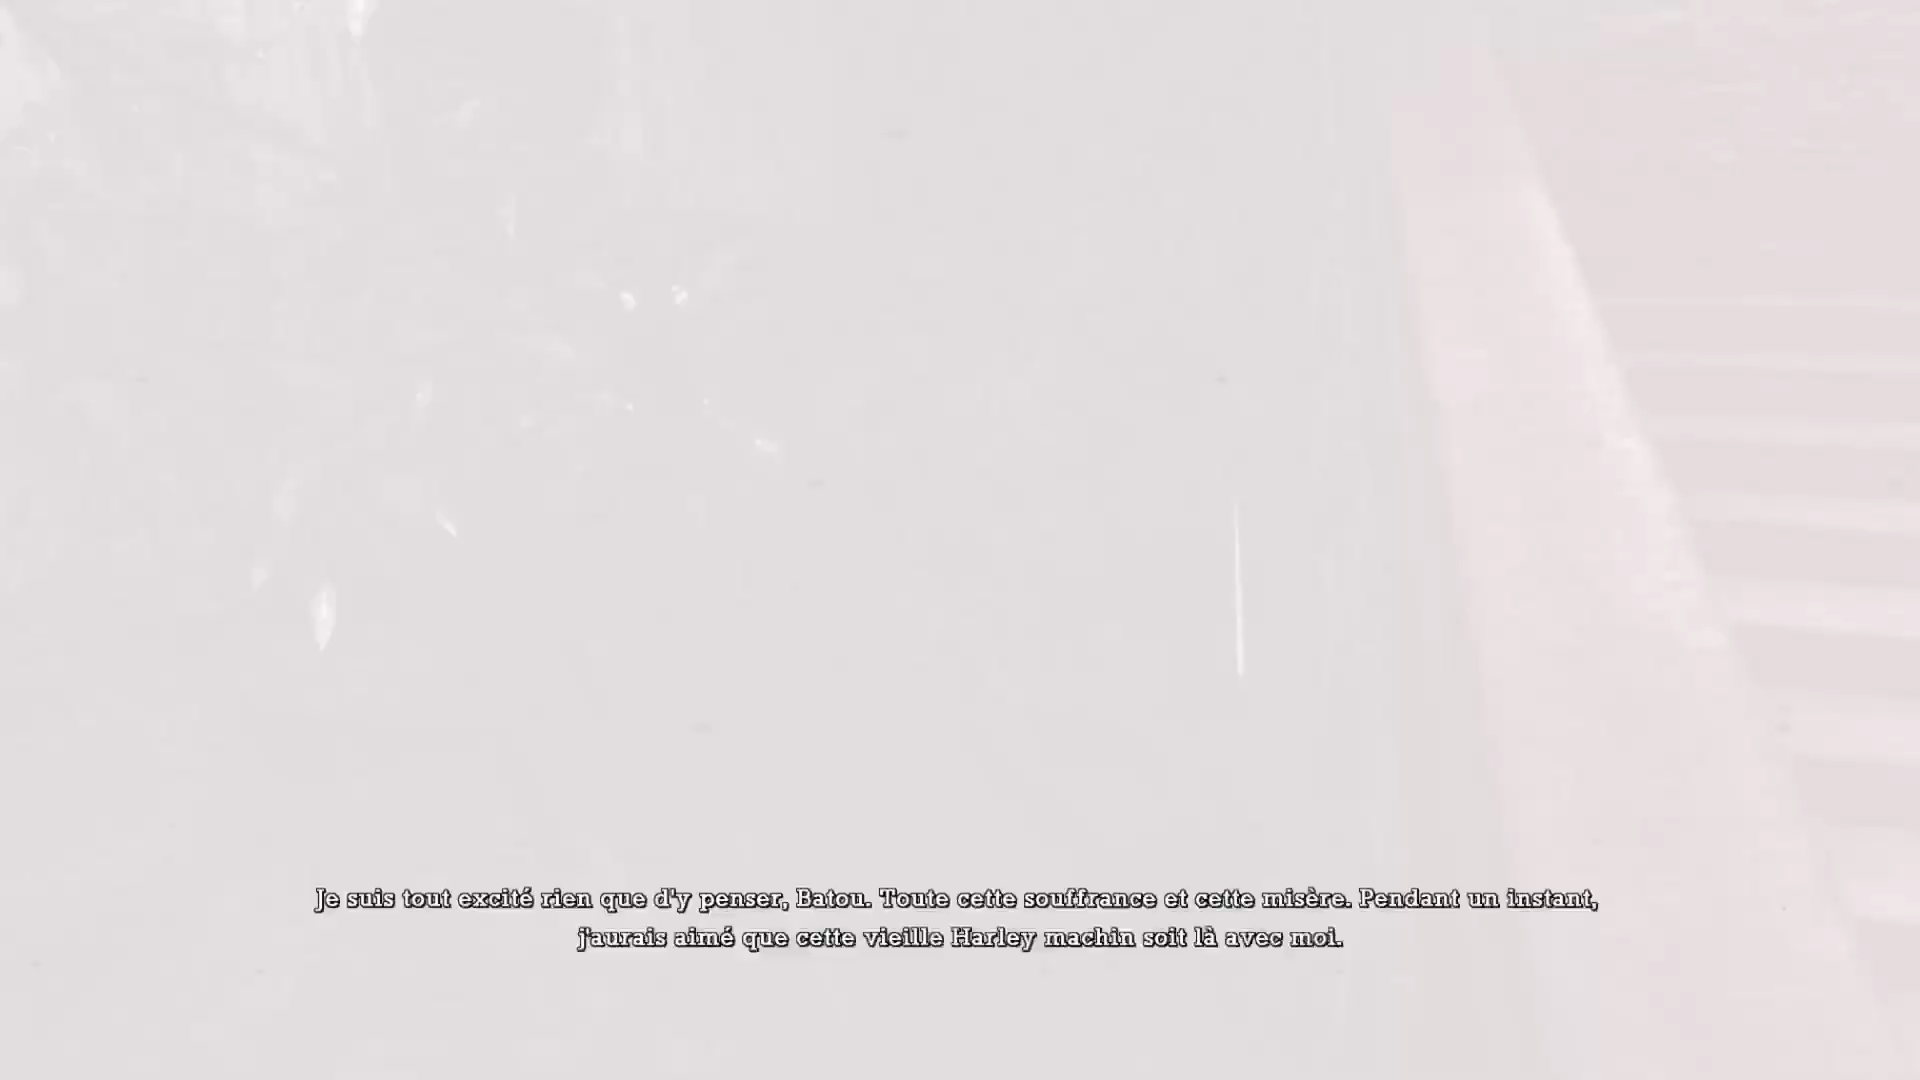 Je suis tout excité rien que d'y penser, Batou. Toute cette souffrance et cette misère. Pendant un instant,
j'aurais aimé que cette vieille Harley machin soit là avec moi.